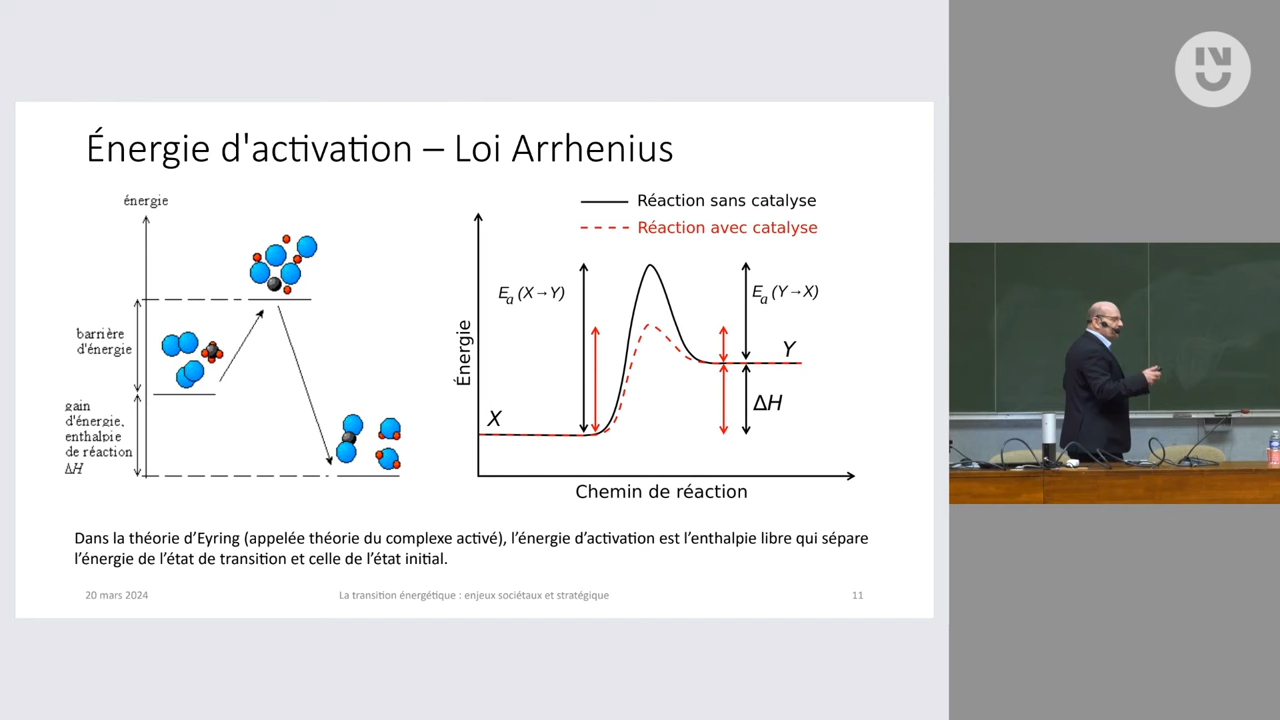 Énergie d'activation – Loi Arrhenius
énergie
barrière
d'énergie
gain
d'énergie,
enthalpie
de réaction
ΔH
Réaction sans catalyse
Réaction avec catalyse
Ea (X→Y)
Ea (Y→X)
Énergie
X
Y
ΔH
Chemin de réaction
Dans la théorie d'Eyring (appelée théorie du complexe activé), l'énergie d'activation est l'enthalpie libre qui sépare
l'énergie de l'état de transition et celle de l'état initial.
20 mars 2024
La transition énergétique : enjeux sociétaux et stratégique
11